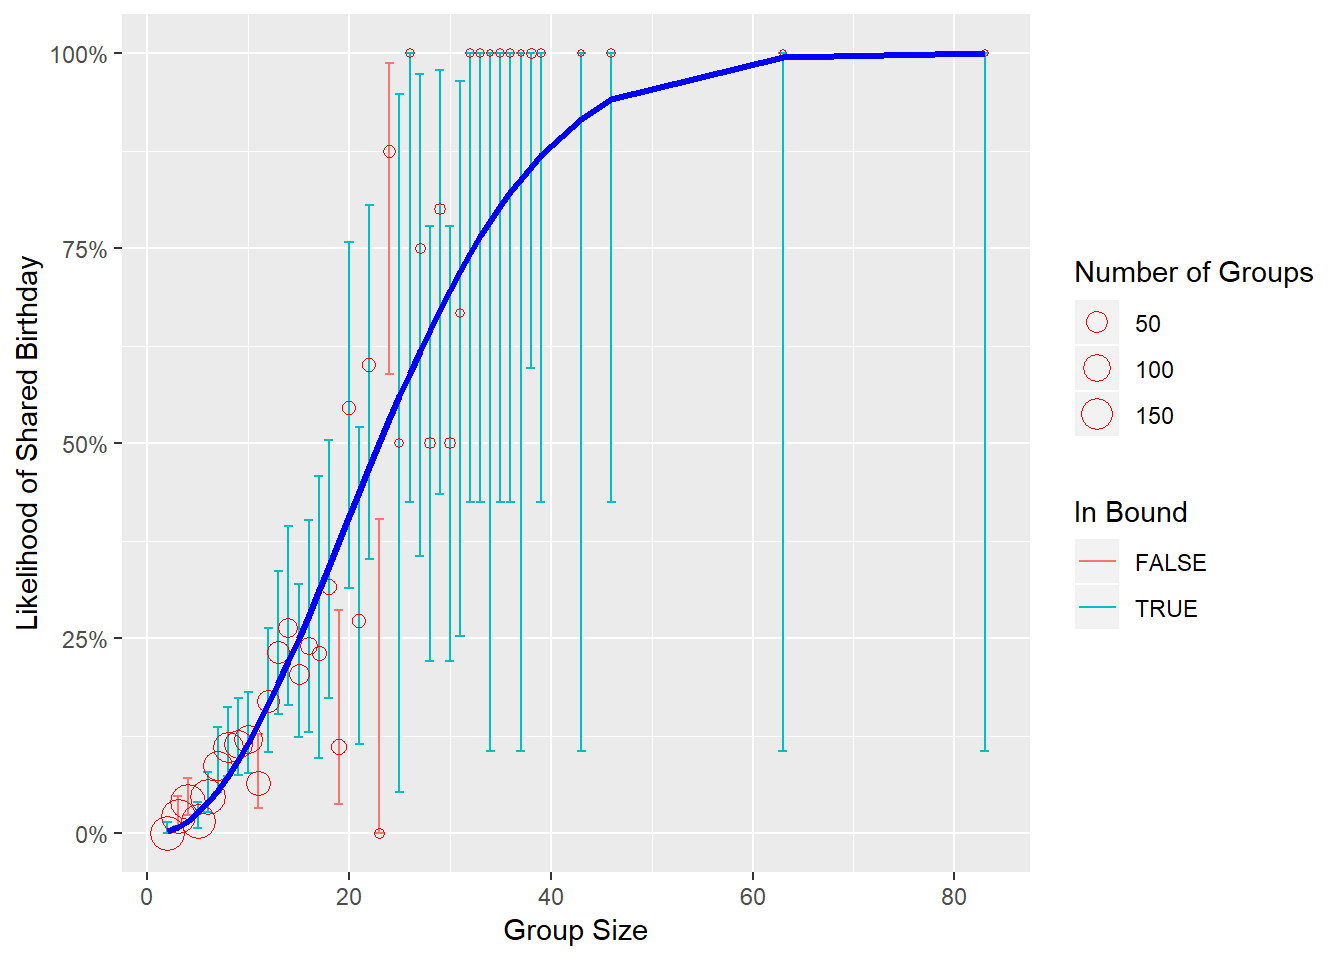 100%
75%
50%
25%
0%
Likelihood of Shared Birthday
0
20
40
60
80
Group Size
Number of Groups
50
100
150
In Bound
FALSE
TRUE